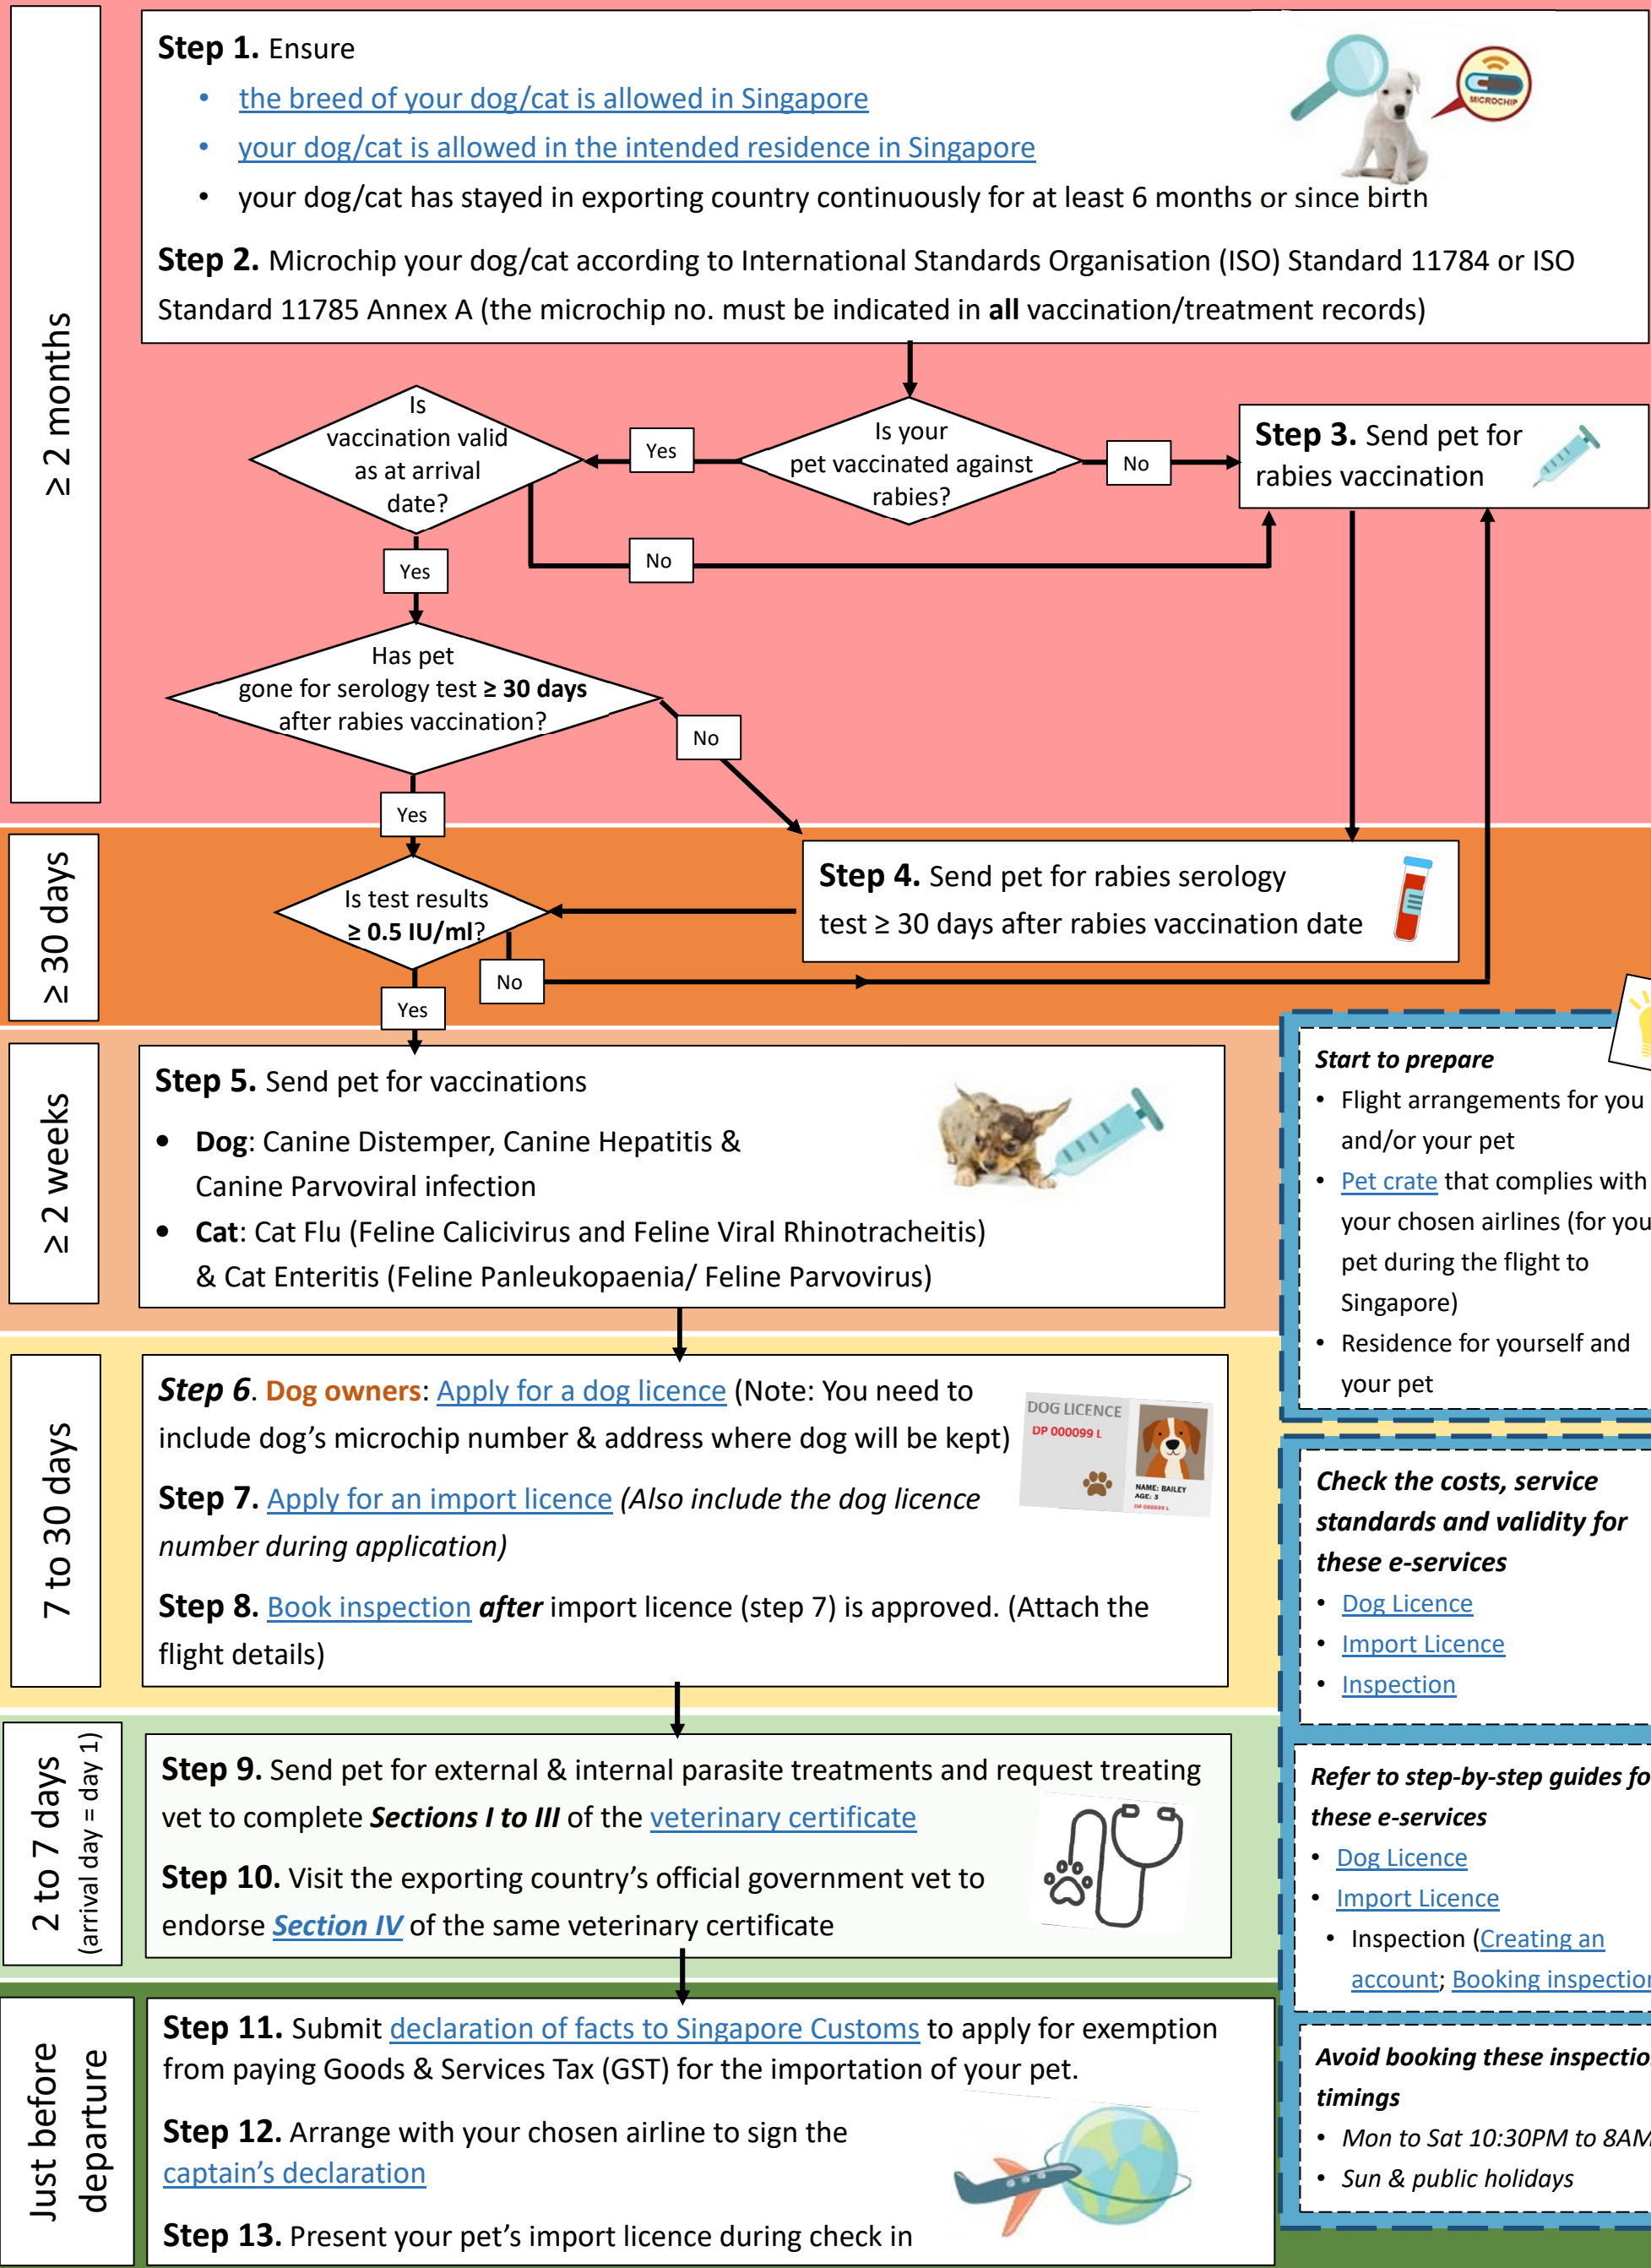 ≥ 2 months
Step 1. Ensure
• the breed of your dog/cat is allowed in Singapore
• your dog/cat is allowed in the intended residence in Singapore
• your dog/cat has stayed in exporting country continuously for at least 6 months or since birth
MICROCHIP
Step 2. Microchip your dog/cat according to International Standards Organisation (ISO) Standard 11784 or ISO
Standard 11785 Annex A (the microchip no. must be indicated in all vaccination/treatment records)
Is your
pet vaccinated against
rabies?
Yes
No
Is
vaccination valid
as at arrival
date?
Yes
No
Step 3. Send pet for
rabies vaccination
Has pet
gone for serology test ≥ 30 days
after rabies vaccination?
No
Yes
≥ 30 days
Is test results
≥ 0.5 IU/ml?
No
Yes
Step 4. Send pet for rabies serology
test ≥ 30 days after rabies vaccination date
≥ 2 weeks
Step 5. Send pet for vaccinations
• Dog: Canine Distemper, Canine Hepatitis &
Canine Parvoviral infection
• Cat: Cat Flu (Feline Calicivirus and Feline Viral Rhinotracheitis)
& Cat Enteritis (Feline Panleukopaenia/ Feline Parvovirus)
7 to 30 days
Step 6. Dog owners: Apply for a dog licence (Note: You need to
include dog's microchip number & address where dog will be kept)
DOG LICENCE
DP 000099 L
NAME: BAILEY
AGE: 3
DP 000099 L
Step 7. Apply for an import licence (Also include the dog licence
number during application)
Step 8. Book inspection after import licence (step 7) is approved. (Attach the
flight details)
2 to 7 days
(arrival day = day 1)
Step 9. Send pet for external & internal parasite treatments and request treating
vet to complete Sections I to III of the veterinary certificate
Step 10. Visit the exporting country's official government vet to
endorse Section IV of the same veterinary certificate
Just before
departure
Step 11. Submit declaration of facts to Singapore Customs to apply for exemption
from paying Goods & Services Tax (GST) for the importation of your pet.
Step 12. Arrange with your chosen airline to sign the
captain's declaration
Step 13. Present your pet's import licence during check in
Start to prepare
• Flight arrangements for you
and/or your pet
• Pet crate that complies with
your chosen airlines (for
pet during the flight to
Singapore)
• Residence for yourself and
your pet
Check the costs, service
standards and validity for
these e-services
• Dog Licence
• Import Licence
• Inspection
Refer to step-by-step guides
these e-services
• Dog Licence
• Import Licence
• Inspection (Creating an
account; Booking
Avoid booking these
timings
• Mon to Sat 10:30PM to 8AM
• Sun & public holidays